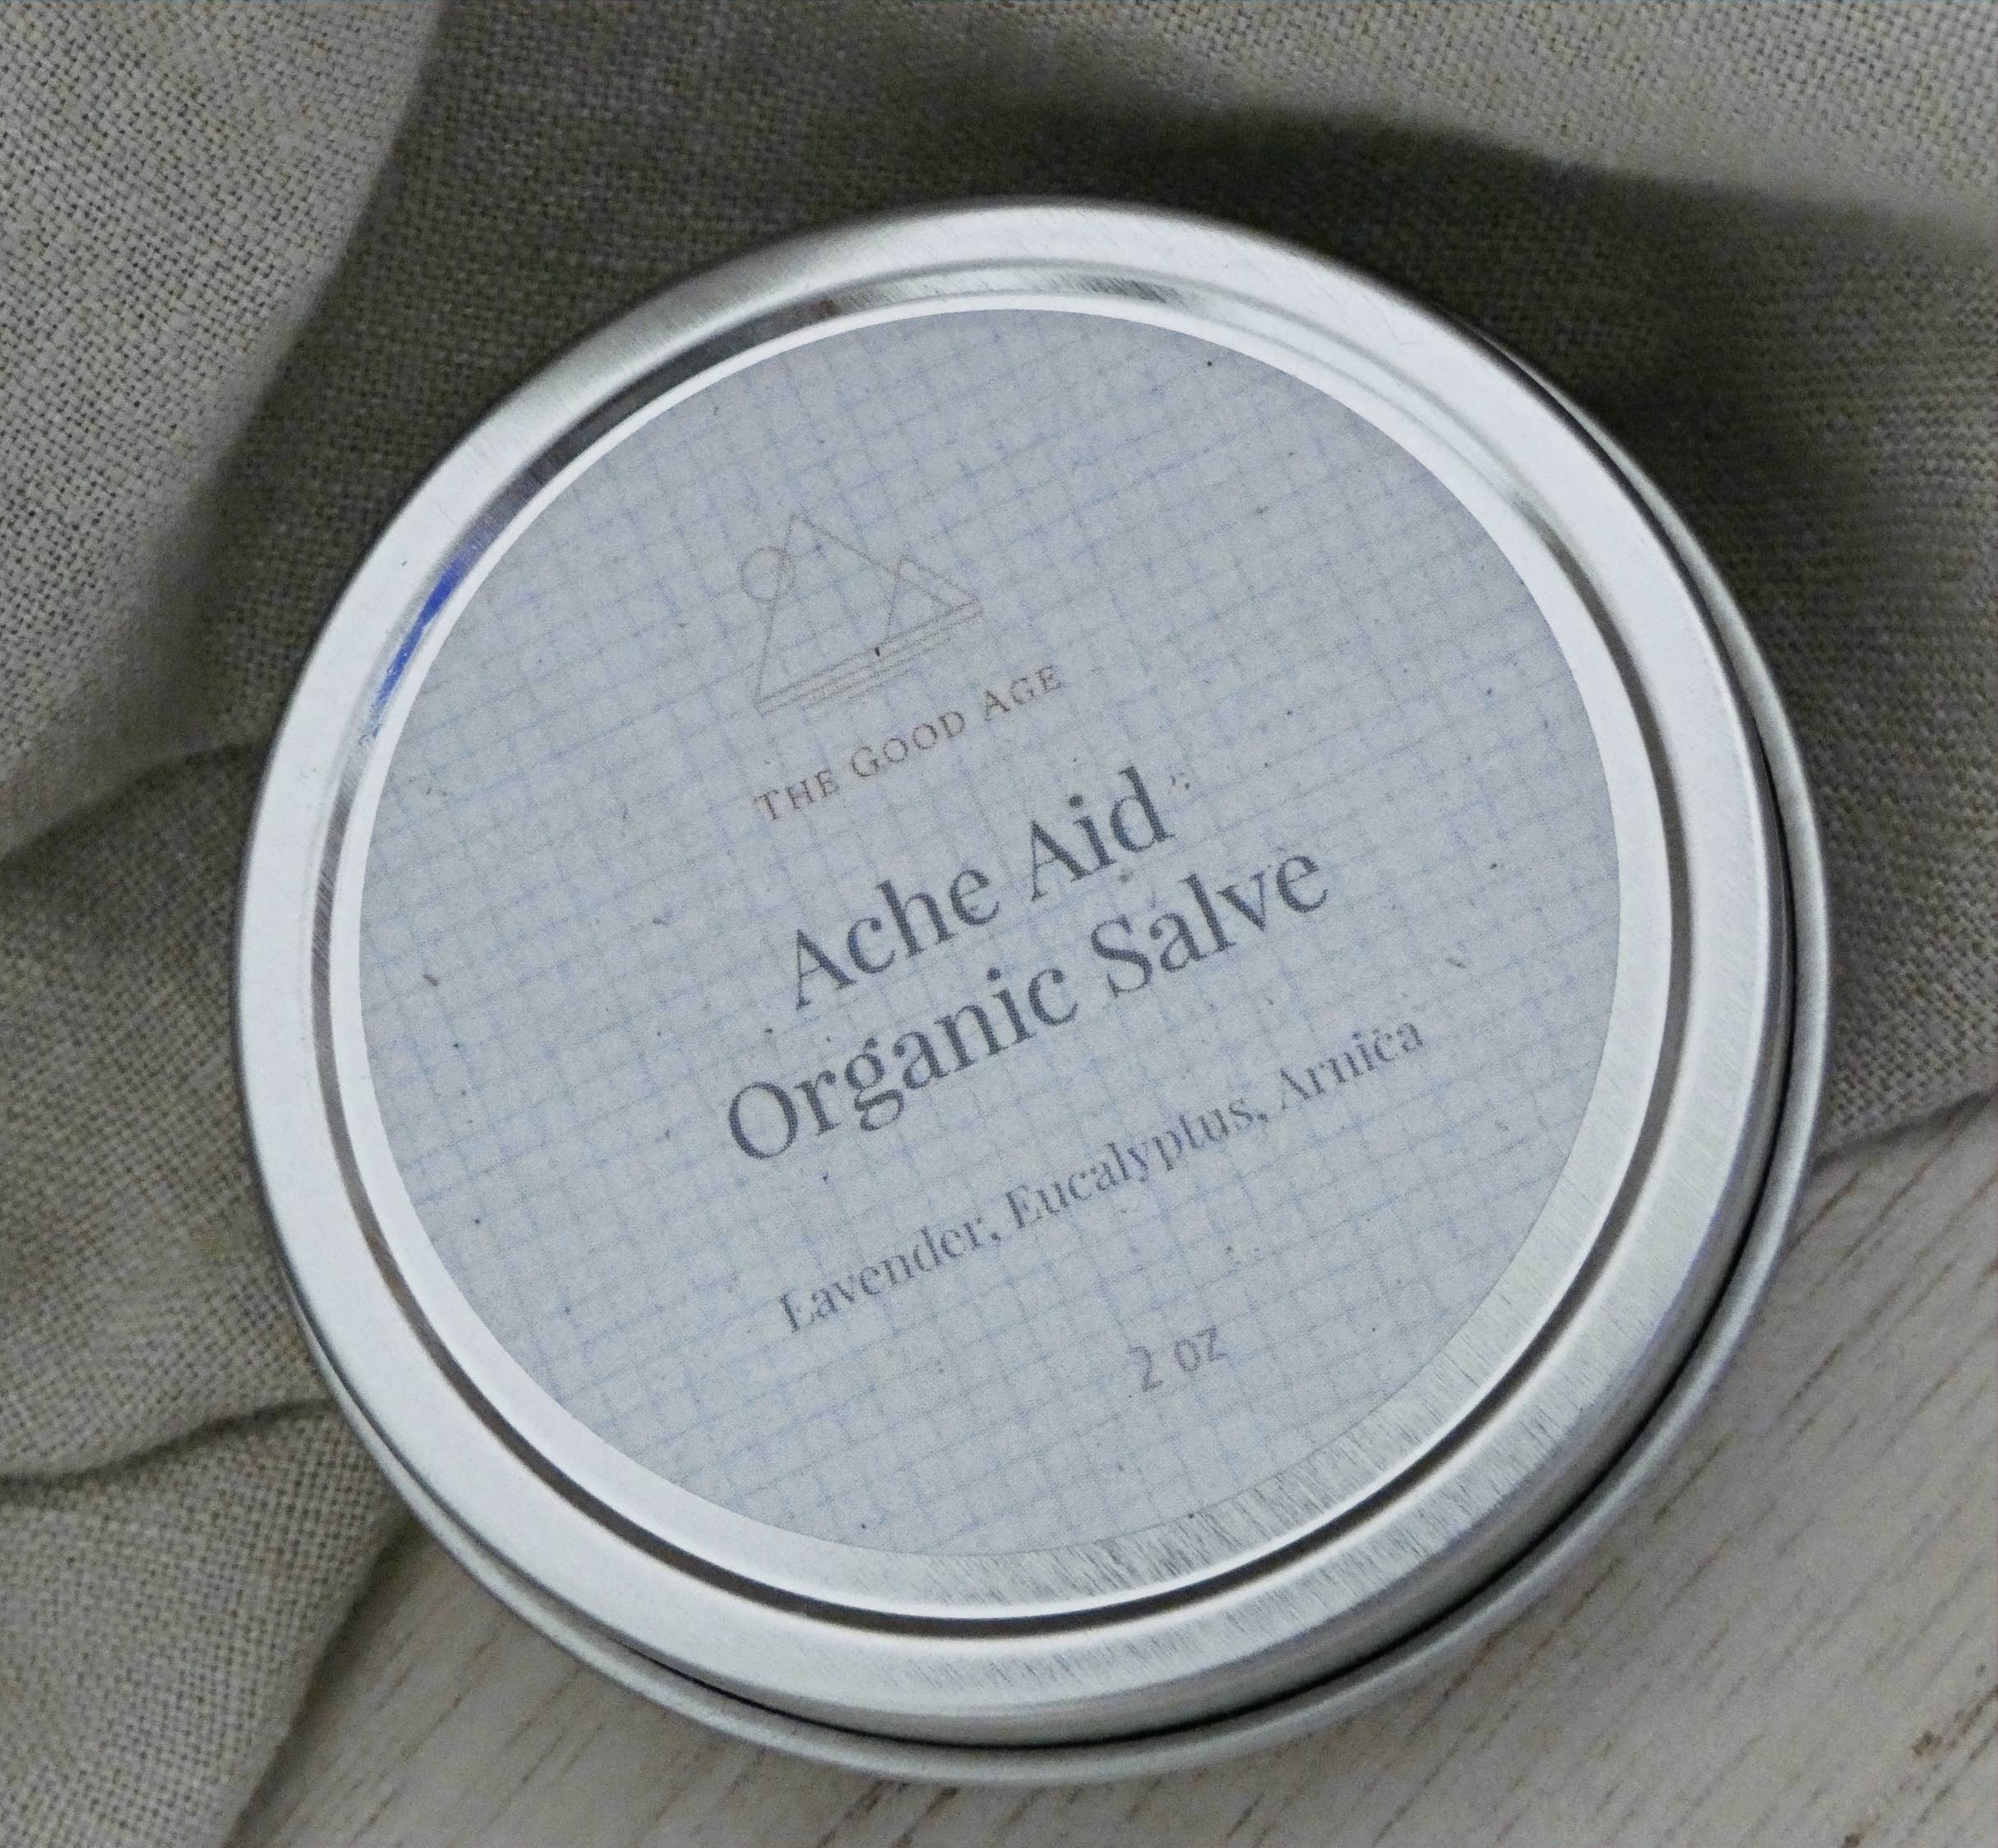 THE GOOD AGE
Ache Aid
Organic Salve
Lavender, Eucalyptus, Arnica
2 oz